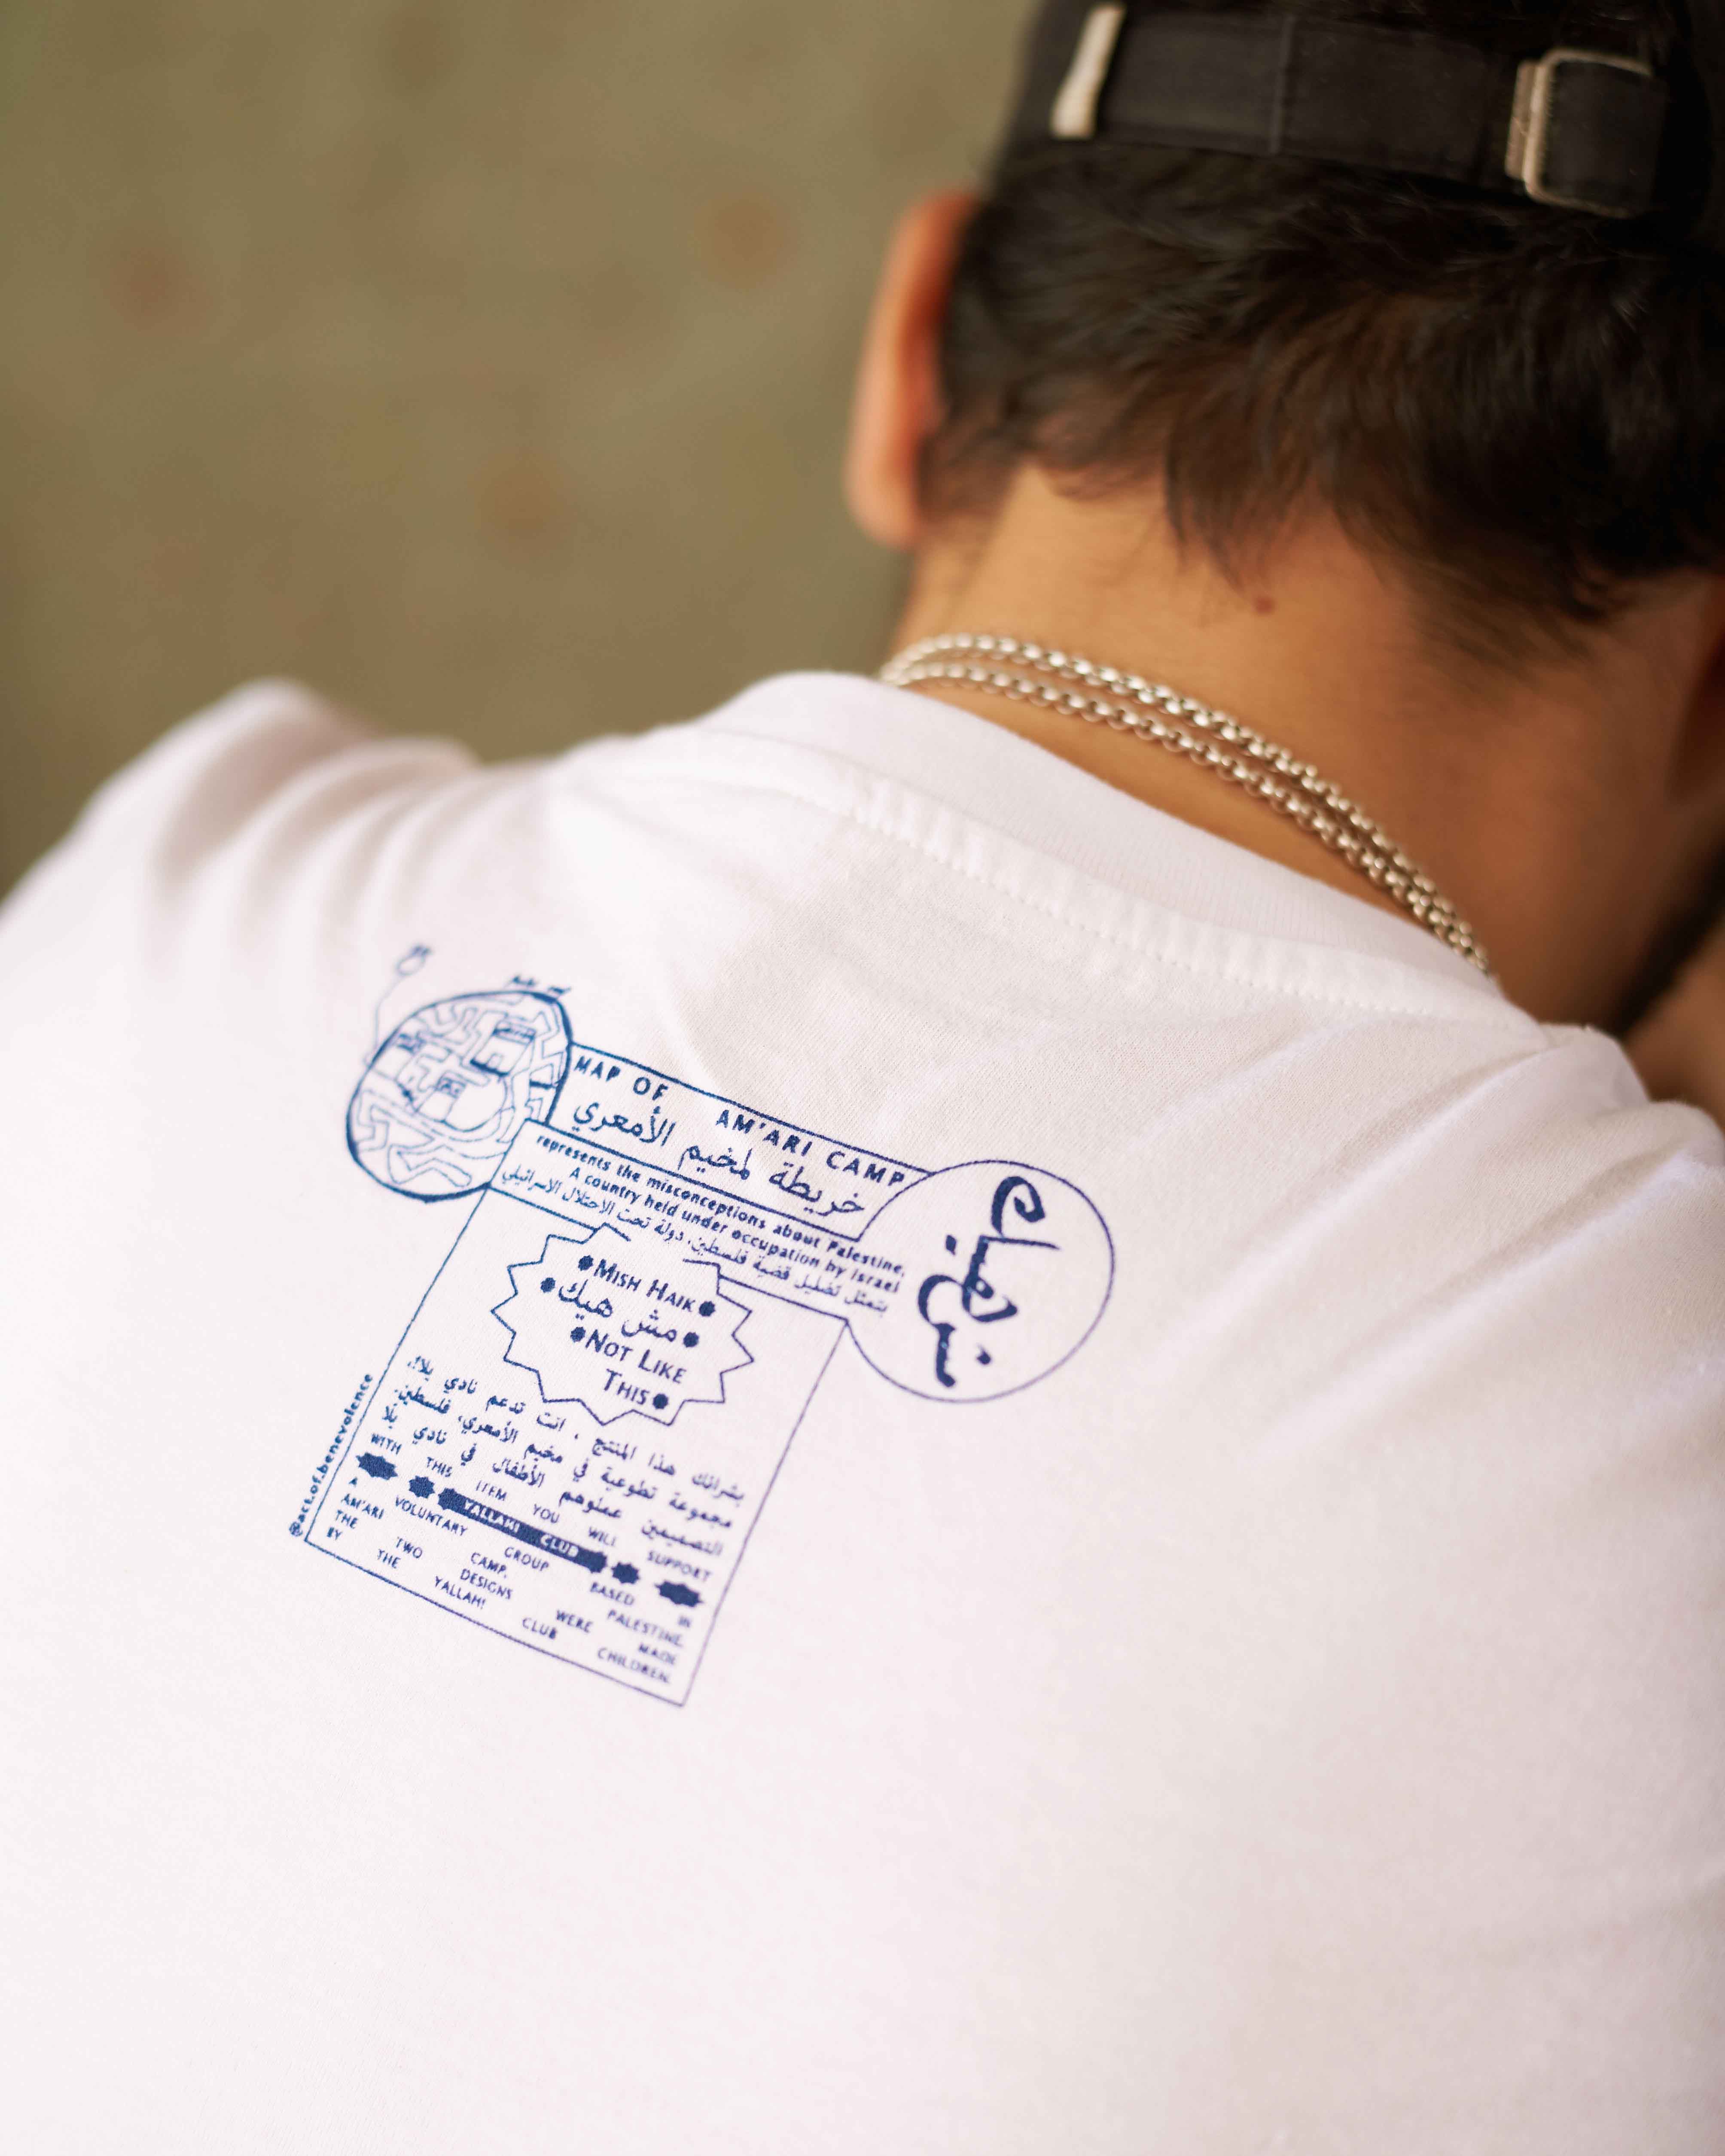 MAP OF AM'ARI CAMP
خريطة لمخيم الأمعري
represents the misconceptions about Palestine,
A country held under occupation by Israel
يتمثل تضليل قضية فلسطين، دولة تحت الاحتلال الاسرائيلي
MISH HAIK
مش هيك
NOT LIKE
THIS
بشرائك هذا المنتج ، انت تدعم نادي يلا!،
مجموعة تطوعية في مخيم الأمعري، فلسطين.
التصميمين عملوهم الأطفال في نادي يلا
WITH THIS ITEM YOU WILL SUPPORT
YALLAH! CLUB
A VOLUNTARY GROUP BASED IN
AM'ARI CAMP, PALESTINE.
THE TWO DESIGNS WERE MADE
BY THE YALLAH! CLUB CHILDREN.
@act.of.benevolence